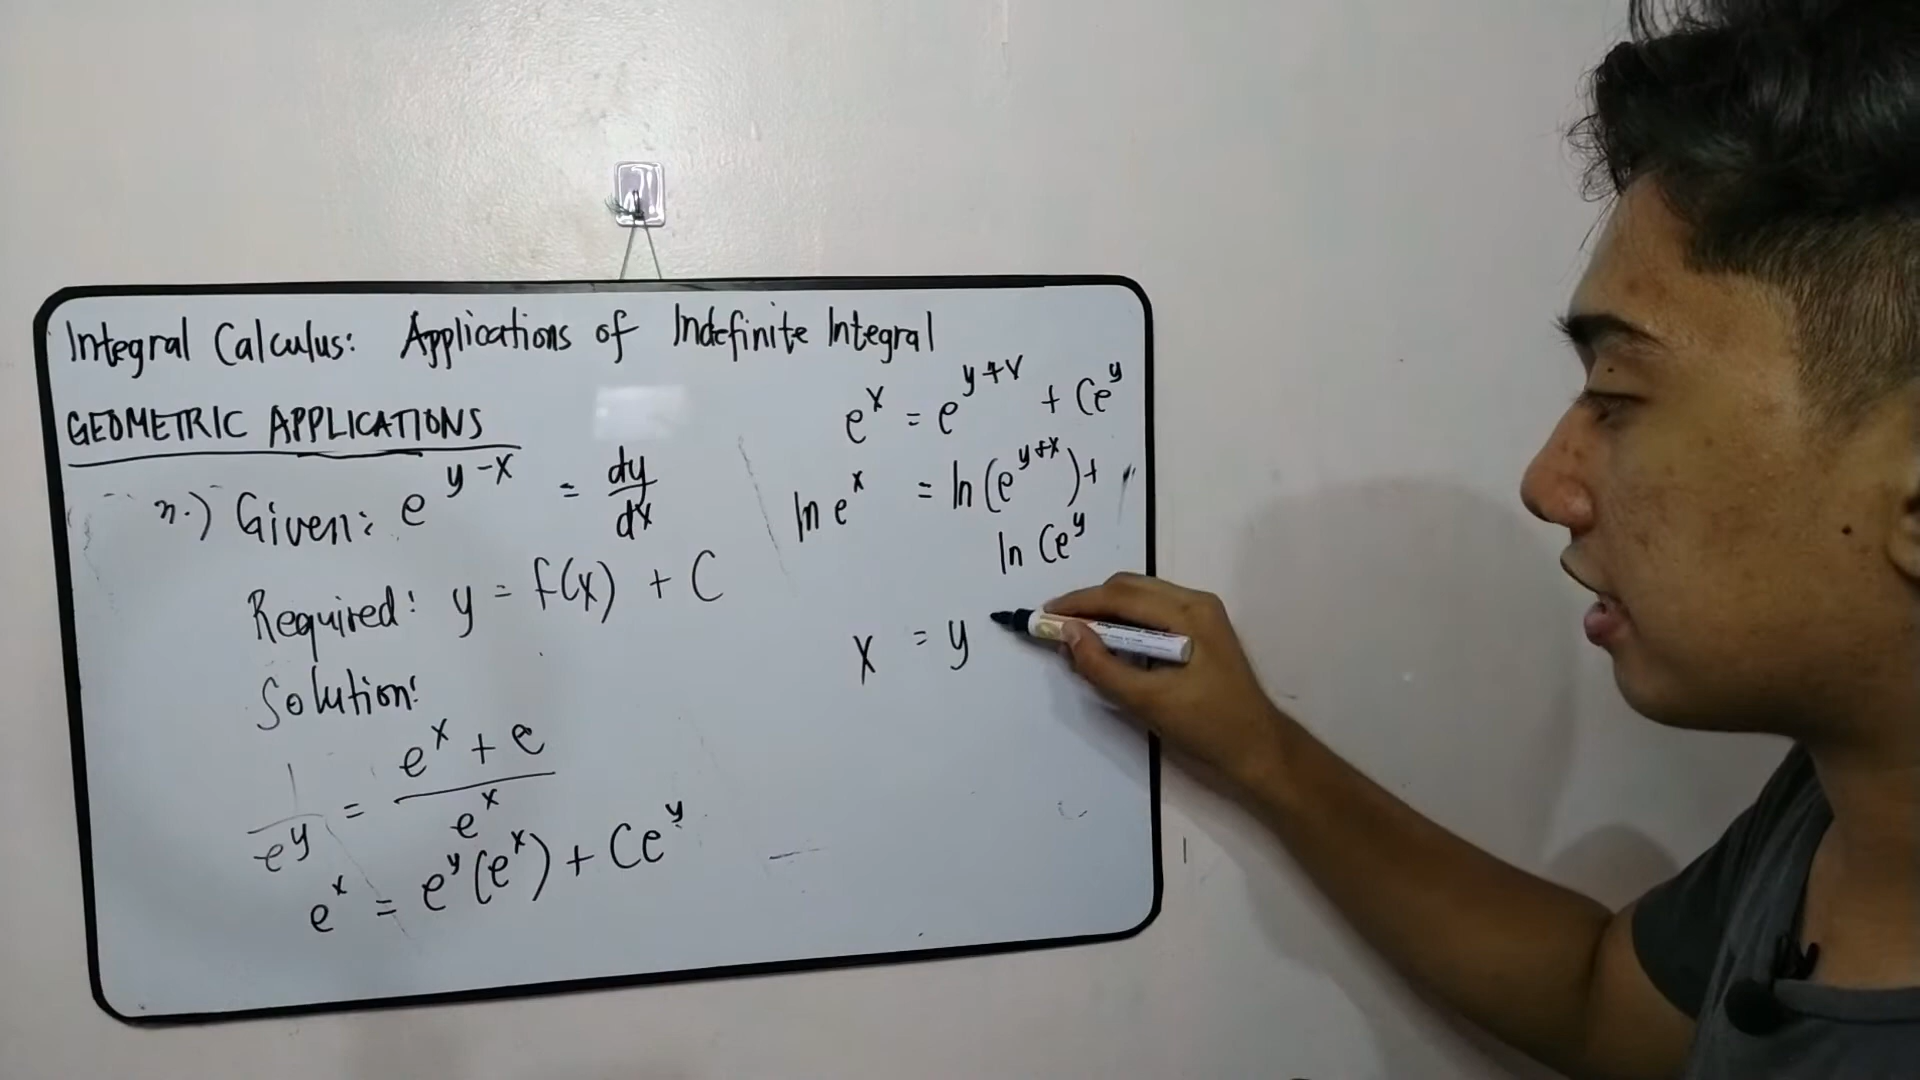 Integral Calculus: Applications of Indefinite Integral
GEOMETRIC APPLICATIONS
n.) Given: e^(y-x) = dy/dx
Required: y = f(x) + C
Solution:
1/e^y = (e^x + C)/e^x
e^x = e^y(e^x) + Ce^y
e^x = e^(y+x) + Ce^y
ln e^x = ln(e^(y+x)) +
ln Ce^y
x = y